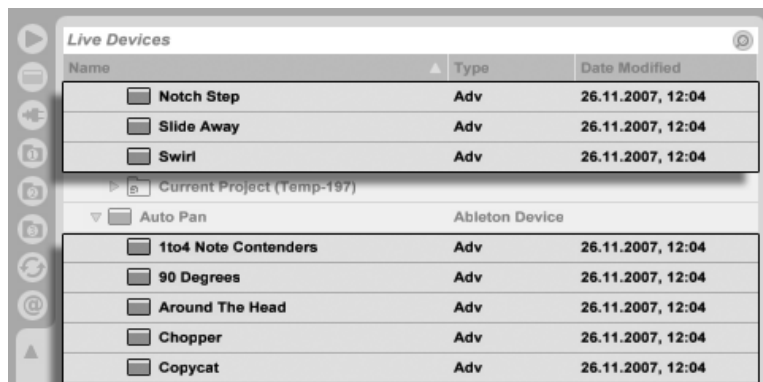 Live Devices
Name Type Date Modified
Notch Step Adv 26.11.2007, 12:04
Slide Away Adv 26.11.2007, 12:04
Swirl Adv 26.11.2007, 12:04
Current Project (Temp-197)
Auto Pan Ableton Device
1to4 Note Contenders Adv 26.11.2007, 12:04
90 Degrees Adv 26.11.2007, 12:04
Around The Head Adv 26.11.2007, 12:04
Chopper Adv 26.11.2007, 12:04
Copycat Adv 26.11.2007, 12:04
1
2
3
@